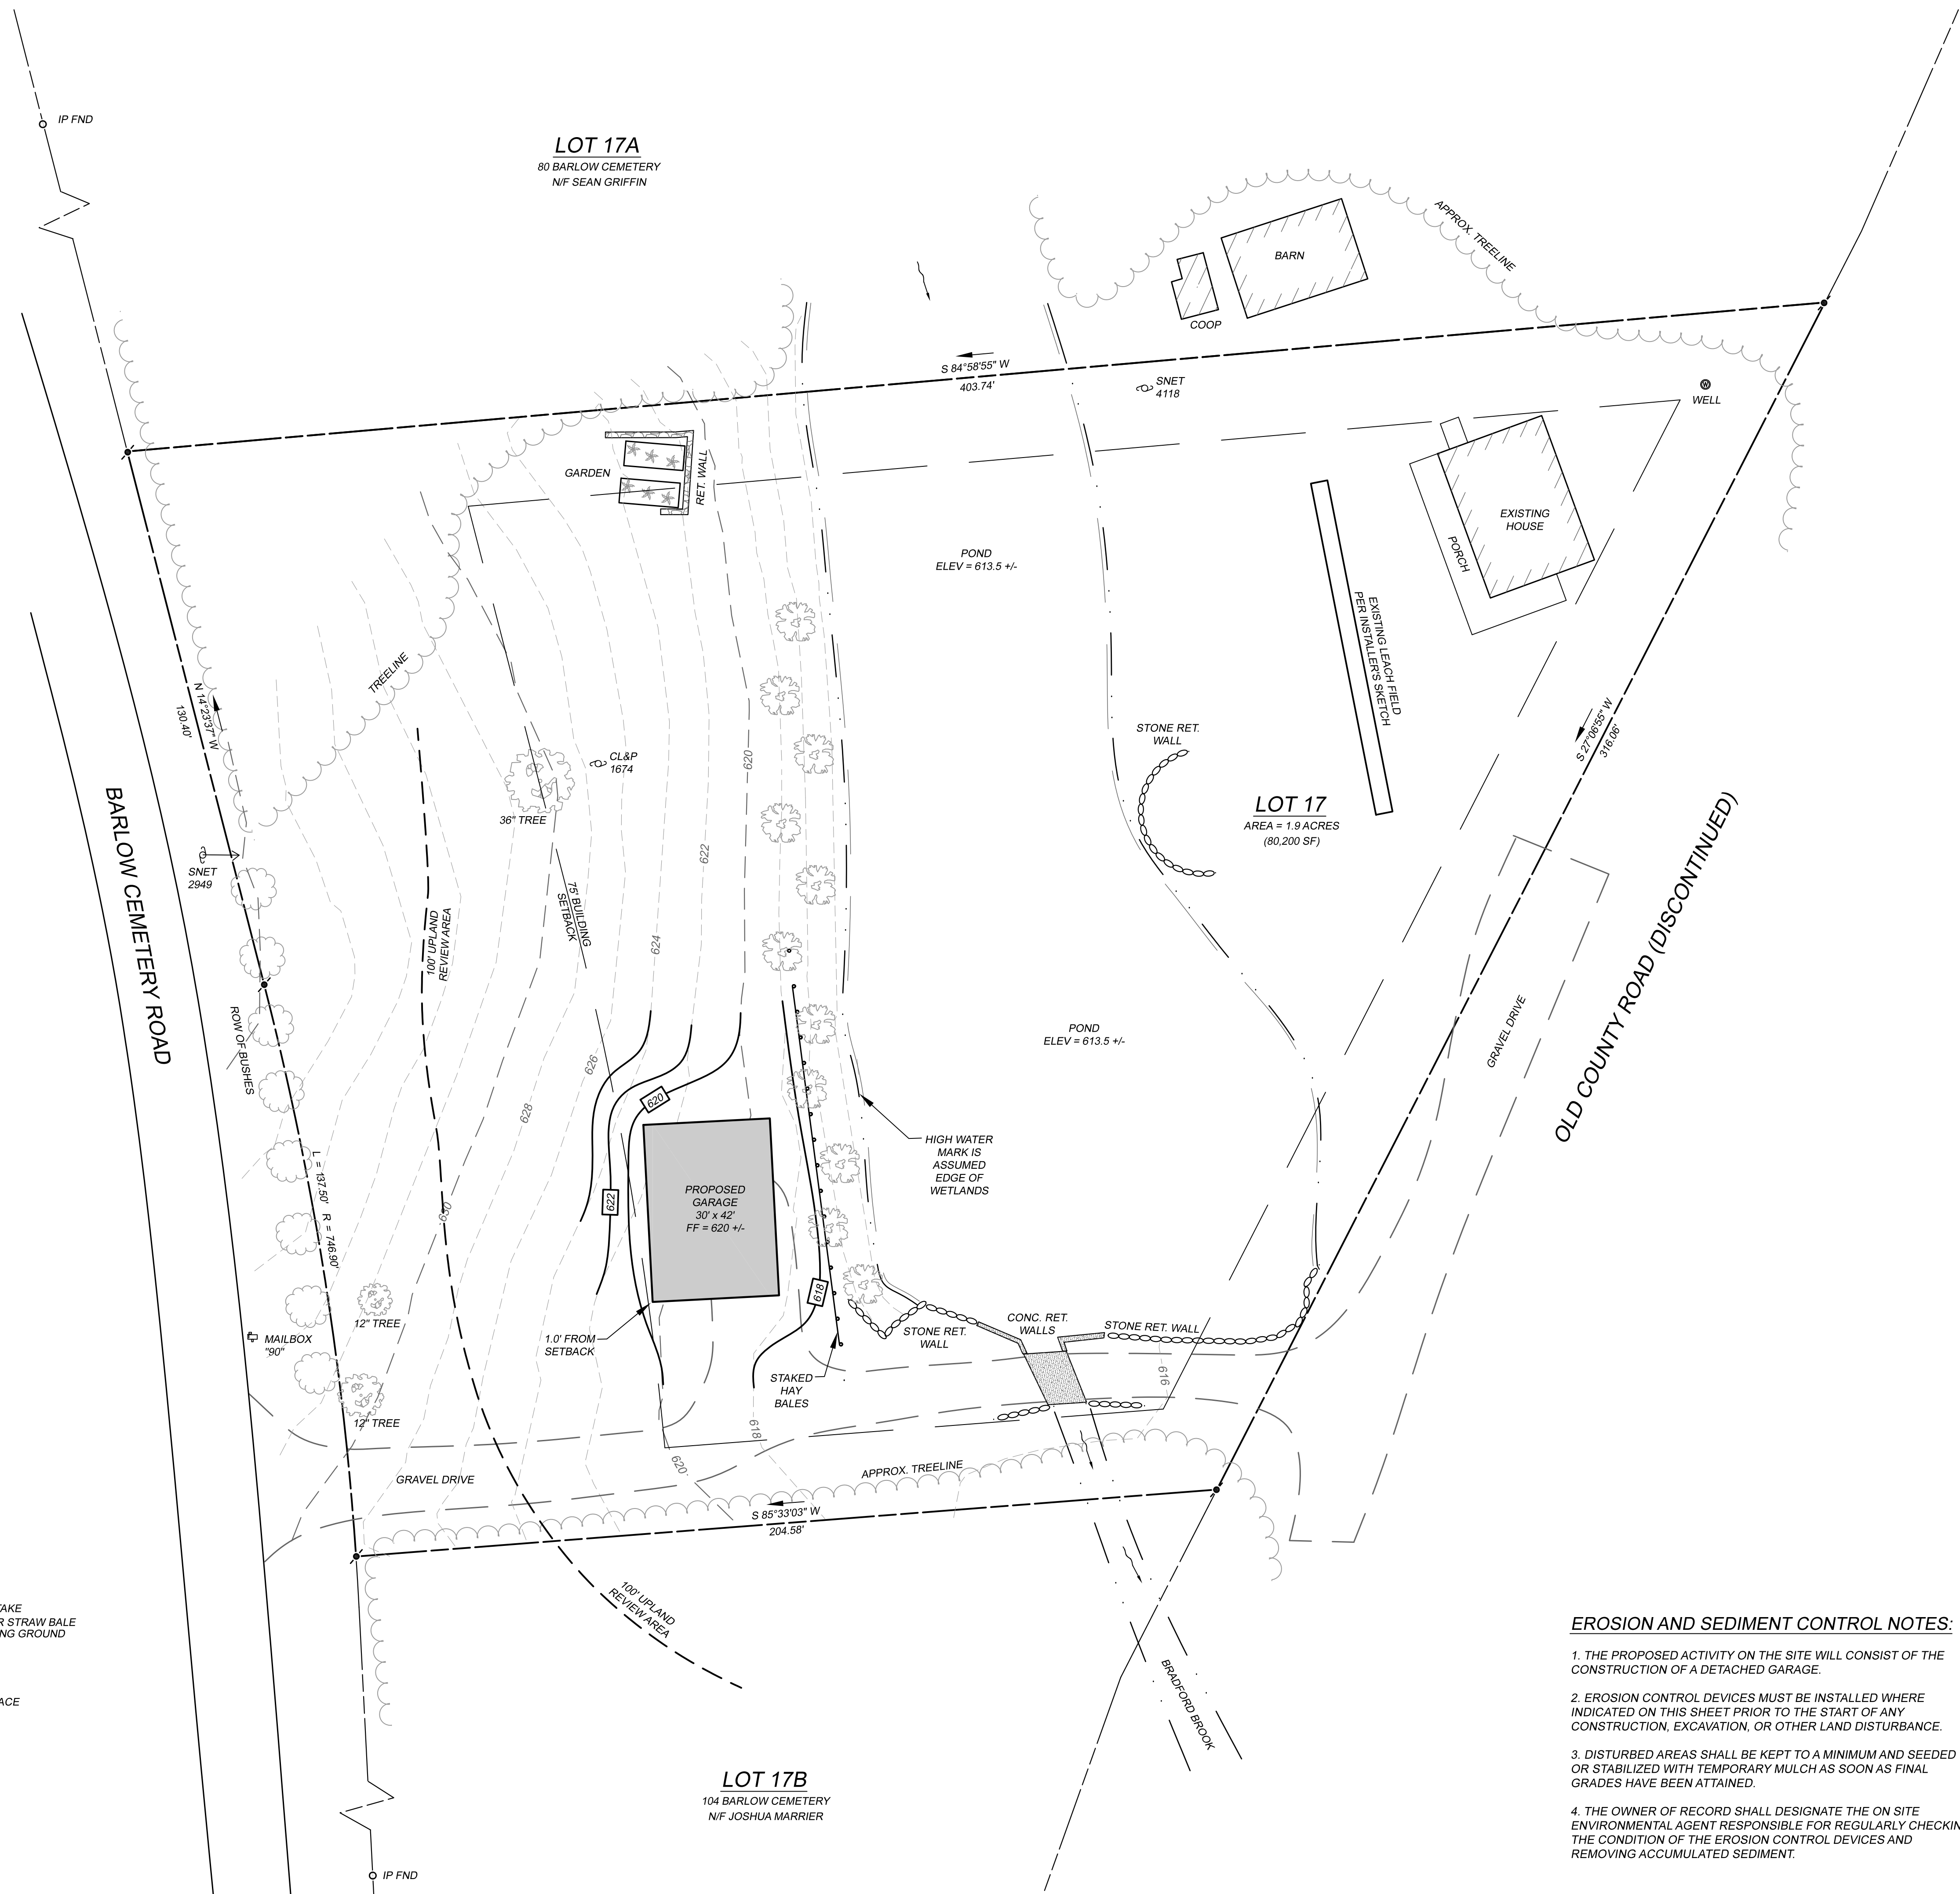 IP FND
LOT 17A
80 BARLOW CEMETERY
N/F SEAN GRIFFIN
APPROX. TREELINE
BARN
COOP
S 84°58'55" W
403.74'
SNET
4118
WELL
GARDEN
RET. WALL
EXISTING
HOUSE
PORCH
POND
ELEV = 613.5 +/-
EXISTING LEACH FIELD
PER INSTALLER'S SKETCH
TREELINE
N 14°23'37" W
130.40'
S 27°06'55" W
316.06'
STONE RET.
WALL
CL&P
1674
620
36" TREE
LOT 17
AREA = 1.9 ACRES
(80,200 SF)
622
SNET
2949
BARLOW CEMETERY ROAD
75' BUILDING
SETBACK
100' UPLAND
REVIEW AREA
624
OLD COUNTY ROAD (DISCONTINUED)
GRAVEL DRIVE
POND
ELEV = 613.5 +/-
ROW OF BUSHES
626
628
620
HIGH WATER
MARK IS
ASSUMED
EDGE OF
WETLANDS
L = 137.50' R = 746.90'
630
622
PROPOSED
GARAGE
30' x 42'
FF = 620 +/-
618
12" TREE
MAILBOX
"90"
1.0' FROM
SETBACK
STONE RET.
WALL
CONC. RET.
WALLS
STONE RET. WALL
STAKED
HAY
BALES
616
12" TREE
618
620
GRAVEL DRIVE
APPROX. TREELINE
S 85°33'03" W
204.58'
100' UPLAND
REVIEW AREA
BRADFORD BROOK
TAKE
R STRAW BALE
NG GROUND
ACE
LOT 17B
104 BARLOW CEMETERY
N/F JOSHUA MARRIER
IP FND
EROSION AND SEDIMENT CONTROL NOTES:
1. THE PROPOSED ACTIVITY ON THE SITE WILL CONSIST OF THE
CONSTRUCTION OF A DETACHED GARAGE.
2. EROSION CONTROL DEVICES MUST BE INSTALLED WHERE
INDICATED ON THIS SHEET PRIOR TO THE START OF ANY
CONSTRUCTION, EXCAVATION, OR OTHER LAND DISTURBANCE.
3. DISTURBED AREAS SHALL BE KEPT TO A MINIMUM AND SEEDED
OR STABILIZED WITH TEMPORARY MULCH AS SOON AS FINAL
GRADES HAVE BEEN ATTAINED.
4. THE OWNER OF RECORD SHALL DESIGNATE THE ON SITE
ENVIRONMENTAL AGENT RESPONSIBLE FOR REGULARLY CHECKIN
THE CONDITION OF THE EROSION CONTROL DEVICES AND
REMOVING ACCUMULATED SEDIMENT.